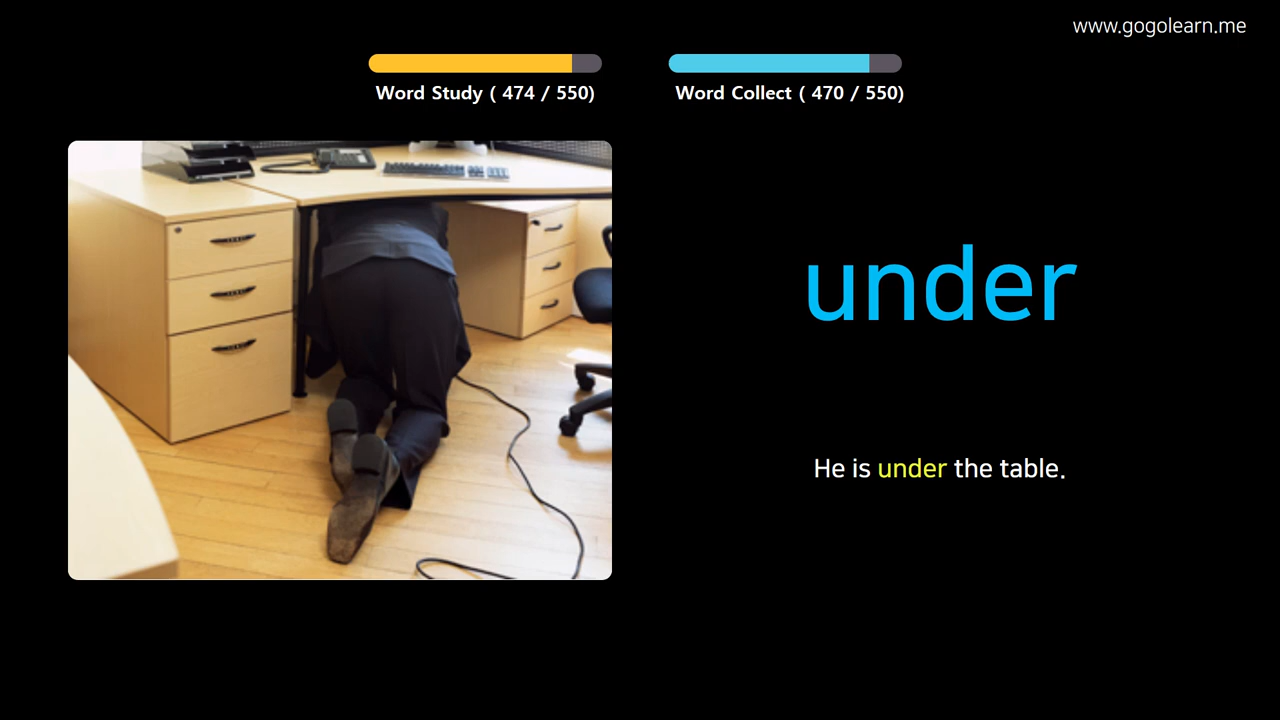 www.gogolearn.me
Word Study ( 474 / 550)
Word Collect ( 470 / 550)
under
He is under the table.